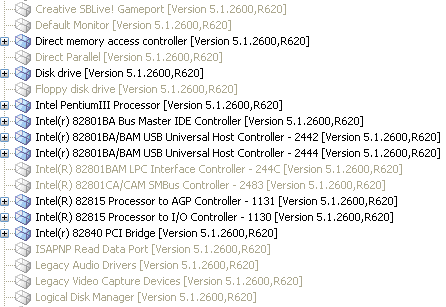 Creative SBLive! Gameport [Version 5.1.2600,R620]
Default Monitor [Version 5.1.2600,R620]
Direct memory access controller [Version 5.1.2600,R620]
Direct Parallel [Version 5.1.2600,R620]
Disk drive [Version 5.1.2600,R620]
Floppy disk drive [Version 5.1.2600,R620]
Intel PentiumIII Processor [Version 5.1.2600,R620]
Intel(r) 82801BA Bus Master IDE Controller [Version 5.1.2600,R620]
Intel(r) 82801BA/BAM USB Universal Host Controller - 2442 [Version 5.1.2600,R620]
Intel(r) 82801BA/BAM USB Universal Host Controller - 2444 [Version 5.1.2600,R620]
Intel(R) 82801BAM LPC Interface Controller - 244C [Version 5.1.2600,R620]
Intel(R) 82801CA/CAM SMBus Controller - 2483 [Version 5.1.2600,R620]
Intel(R) 82815 Processor to AGP Controller - 1131 [Version 5.1.2600,R620]
Intel(R) 82815 Processor to I/O Controller - 1130 [Version 5.1.2600,R620]
Intel(r) 82840 PCI Bridge [Version 5.1.2600,R620]
ISAPNP Read Data Port [Version 5.1.2600,R620]
Legacy Audio Drivers [Version 5.1.2600,R620]
Legacy Video Capture Devices [Version 5.1.2600,R620]
Logical Disk Manager [Version 5.1.2600,R620]